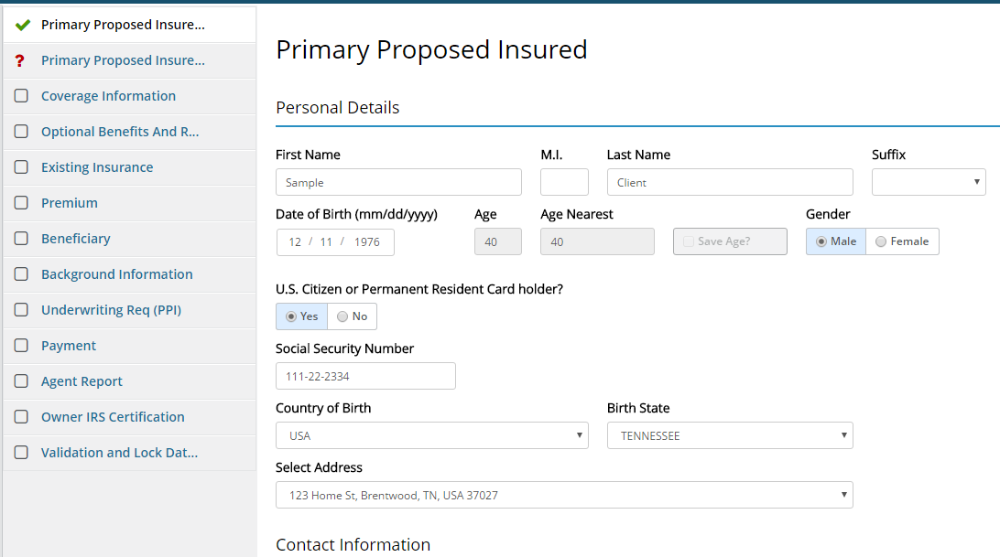 Primary Proposed Insure...
? Primary Proposed Insure...
Coverage Information
Optional Benefits And R...
Existing Insurance
Premium
Beneficiary
Background Information
Underwriting Req (PPI)
Payment
Agent Report
Owner IRS Certification
Validation and Lock Dat...
Primary Proposed Insured
Personal Details
First Name M.I. Last Name Suffix
Sample Client
Date of Birth (mm/dd/yyyy) Age Age Nearest Gender
12 / 11 / 1976 40 40 Save Age? Male Female
U.S. Citizen or Permanent Resident Card holder?
Yes No
Social Security Number
111-22-2334
Country of Birth Birth State
USA TENNESSEE
Select Address
123 Home St, Brentwood, TN, USA 37027
Contact Information